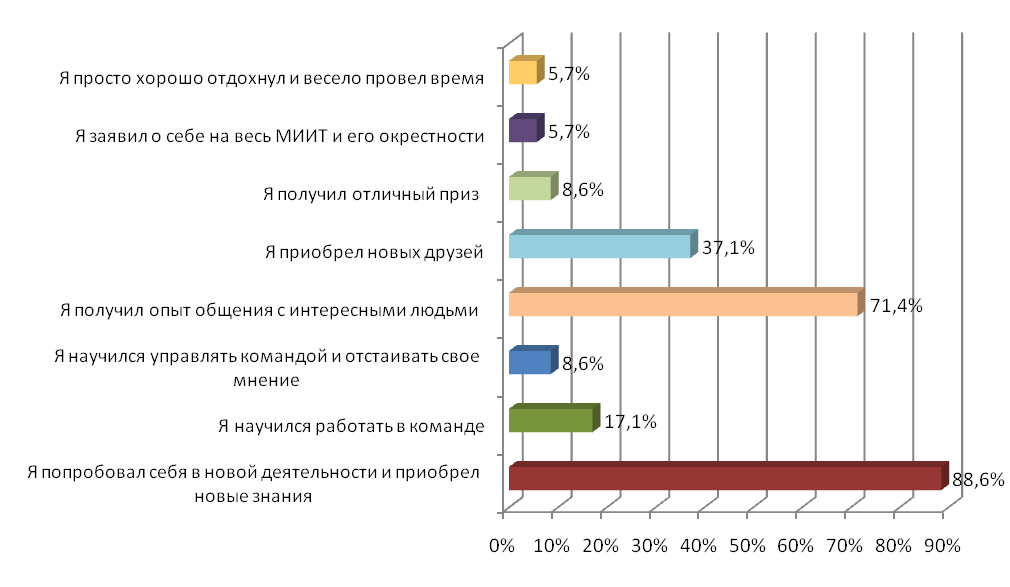 Я просто хорошо отдохнул и весело провел время
5,7%
Я заявил о себе на весь МИИТ и его окрестности
5,7%
Я получил отличный приз
8,6%
Я приобрел новых друзей
37,1%
Я получил опыт общения с интересными людьми
71,4%
Я научился управлять командой и отстаивать свое
мнение
8,6%
Я научился работать в команде
17,1%
Я попробовал себя в новой деятельности и приобрел
новые знания
88,6%
0% 10% 20% 30% 40% 50% 60% 70% 80% 90%